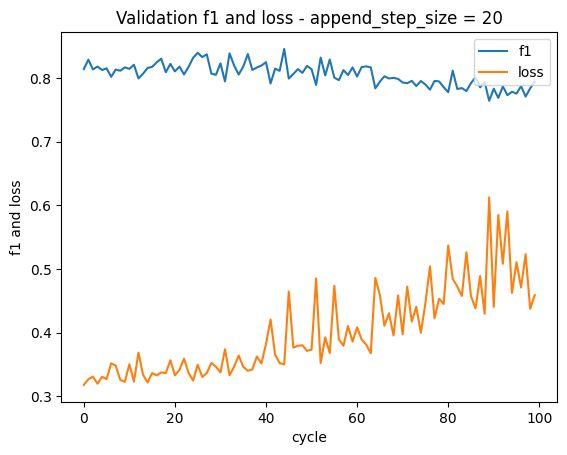 Validation f1 and loss - append_step_size = 20
f1
loss
f1 and loss
0.8
0.7
0.6
0.5
0.4
0.3
0
20
40
60
80
100
cycle